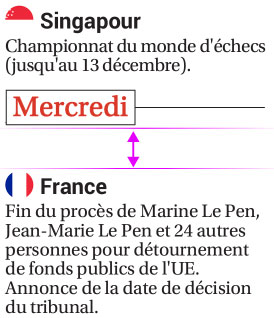 Singapour
Championnat du monde d'échecs
(jusqu'au 13 décembre).
Mercredi
France
Fin du procès de Marine Le Pen,
Jean-Marie Le Pen et 24 autres
personnes pour détournement
de fonds publics de l'UE.
Annonce de la date de décision
du tribunal.